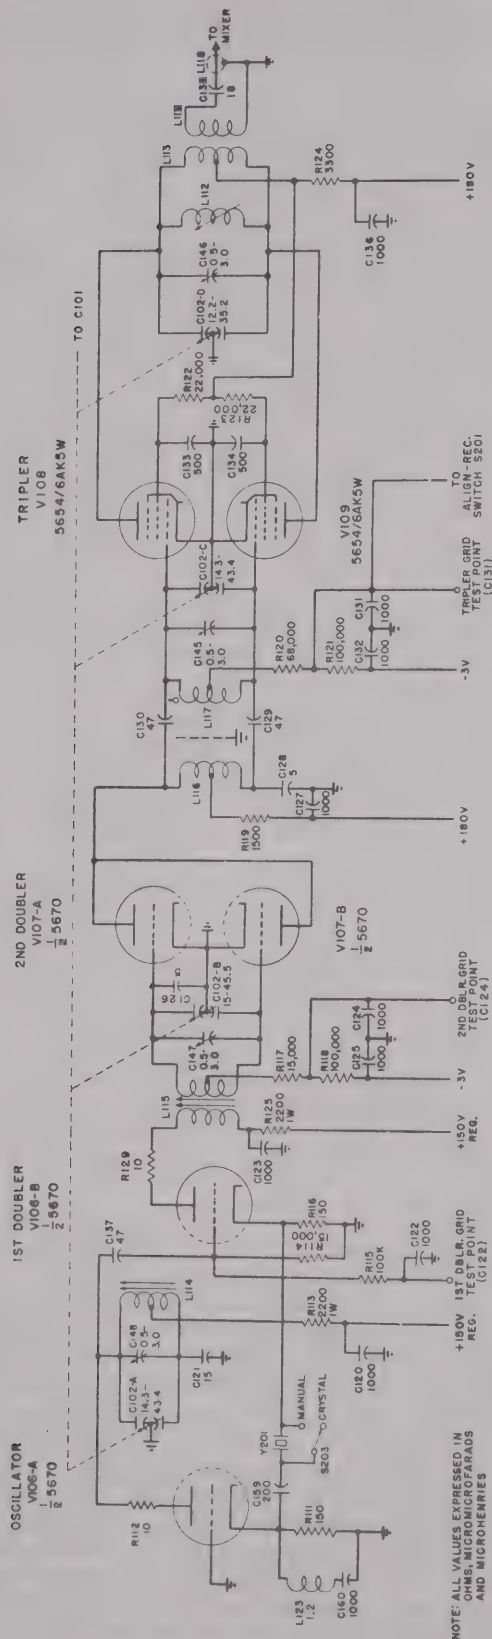 OSCILLATOR
V106-A
½ 5670
1ST DOUBLER
V106-B
½ 5670
2ND DOUBLER
V107-A
½ 5670
TRIPLER
V108
5654/6AK5W
TO C101
R112
10
C102-A
14.3-
43.4
C148
0.5-
3.0
L114
C121
15
C137
47
R129
10
L115
C147
0.5-
3.0
C126
C102-B
15-45.5
V107-B
½ 5670
L116
C130
47
L117
C129
47
C145
0.5-
3.0
C102-C
14.3-
43.4
C133
500
C134
500
R122
22,000
R123
22,000
V109
5654/6AK5W
C102-D
12.2-
35.2
C146
0.5-
3.0
L112
L113
C138
18
L118
TO
MIXER
R124
3300
C136
1000
+180V
L123
1.2
C160
1000
R111
150
C159
200
Y201
MANUAL
CRYSTAL
S203
R113
2200
1W
C120
1000
+150V
REG.
R114
R116
150
R115
100K
C122
1000
1ST DBLR. GRID
TEST POINT
(C122)
C123
1000
R125
2200
1W
+150V
REG.
R117
15,000
R118
100,000
C125
1000
C124
1000
-3V
2ND DBLR. GRID
TEST POINT
(C124)
R119
1500
C128
5
C127
1000
+180V
R120
68,000
R121
100,000
C132
1000
C131
1000
-3V
TRIPLER GRID
TEST POINT
(C131)
TO
ALIGN-REC.
SWITCH S201
NOTE: ALL VALUES EXPRESSED IN
OHMS, MICROMICROFARADS
AND MICROHENRIES